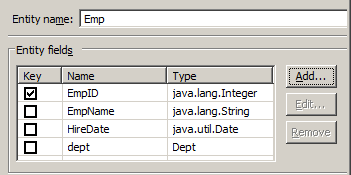 Entity name: Emp
Entity fields
Key Name Type Add...
EmpID java.lang.Integer
EmpName java.lang.String Edit...
HireDate java.util.Date Remove
dept Dept